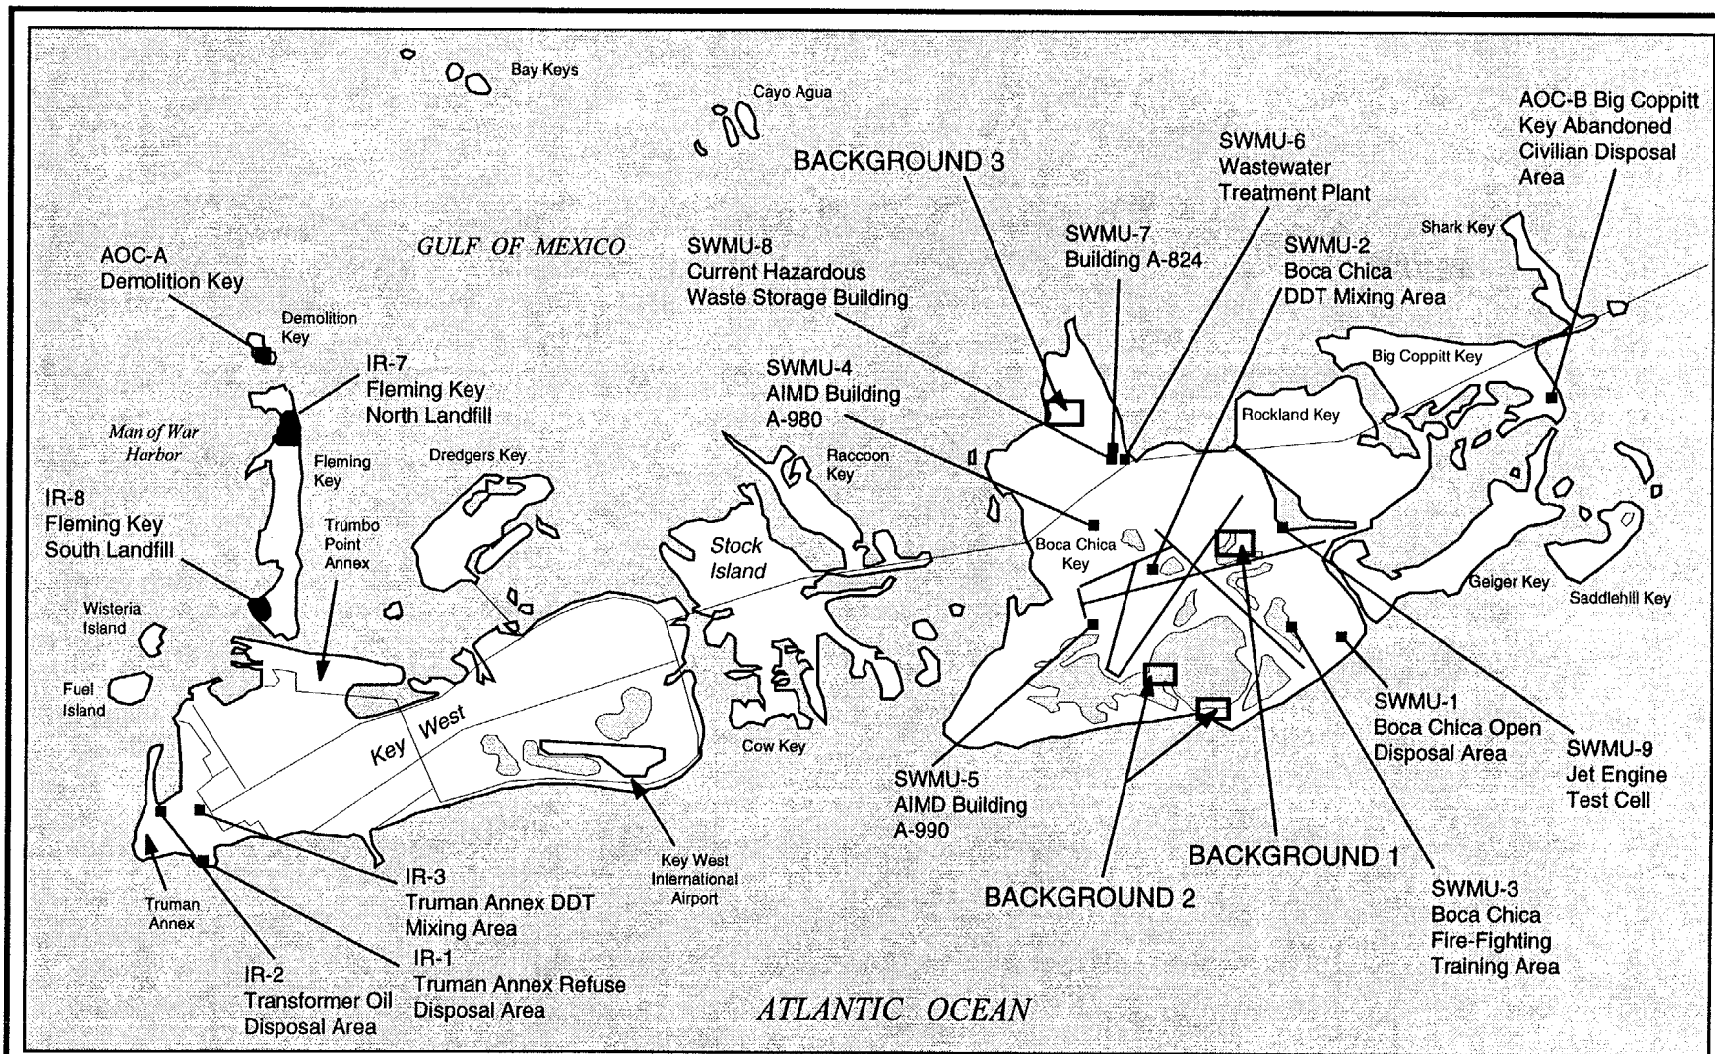 Bay Keys
Cayo Agua
BACKGROUND 3
SWMU-6
Wastewater
Treatment Plant
AOC-B Big Coppitt
Key Abandoned
Civilian Disposal
Area
Shark Key
GULF OF MEXICO
AOC-A
Demolition Key
SWMU-8
Current Hazardous
Waste Storage Building
SWMU-7
Building A-824
SWMU-2
Boca Chica
DDT Mixing Area
Demolition
Key
IR-7
Fleming Key
North Landfill
SWMU-4
AIMD Building
A-980
Big Coppitt Key
Rockland Key
Man of War
Harbor
Fleming
Key
Dredgers Key
Raccoon
Key
IR-8
Fleming Key
South Landfill
Trumbo
Point
Annex
Stock
Island
Boca Chica
Key
Geiger Key
Saddlehill Key
Wisteria
Island
Fuel
Island
Key West
Cow Key
SWMU-1
Boca Chica Open
Disposal Area
SWMU-9
Jet Engine
Test Cell
SWMU-5
AIMD Building
A-990
Key West
International
Airport
BACKGROUND 1
BACKGROUND 2
SWMU-3
Boca Chica
Fire-Fighting
Training Area
Truman
Annex
IR-3
Truman Annex DDT
Mixing Area
IR-1
Truman Annex Refuse
Disposal Area
IR-2
Transformer Oil
Disposal Area
ATLANTIC OCEAN